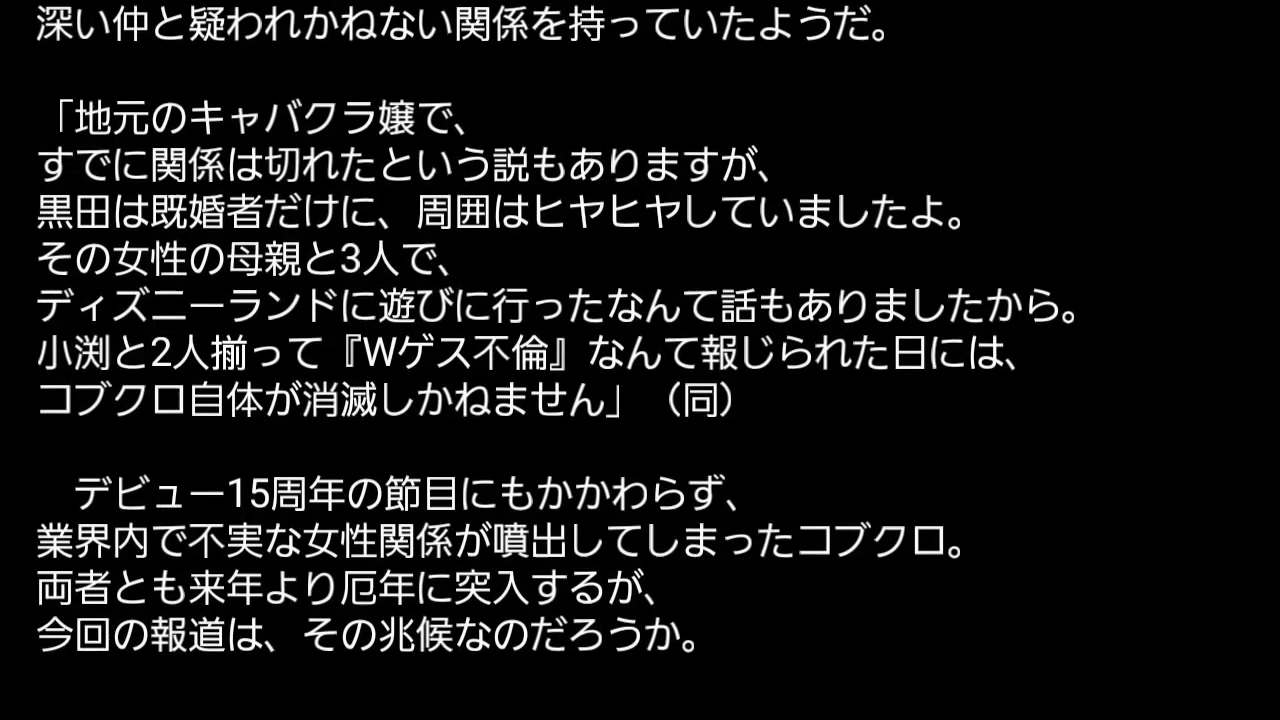 深い仲と疑われかねない関係を持っていたようだ。
「地元のキャバクラ嬢で、
すでに関係は切れたという説もありますが、
黒田は既婚者だけに、周囲はヒヤヒヤしていましたよ。
その女性の母親と3人で、
ディズニーランドに遊びに行ったなんて話もありましたから。
小渕と2人揃って『Wゲス不倫』なんて報じられた日には、
コブクロ自体が消滅しかねません」（同）
　デビュー15周年の節目にもかかわらず、
業界内で不実な女性関係が噴出してしまったコブクロ。
両者とも来年より厄年に突入するが、
今回の報道は、その兆候なのだろうか。